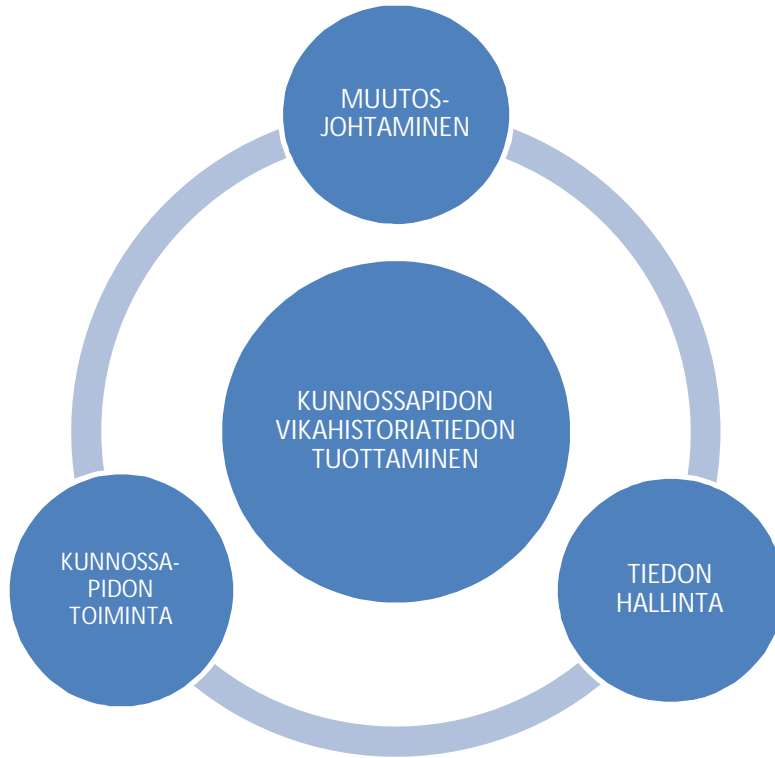 MUUTOS-
JOHTAMINEN
KUNNOSSAPIDON
VIKAHISTORIATIEDON
TUOTTAMINEN
KUNNOSSA-
PIDON
TOIMINTA
TIEDON
HALLINTA